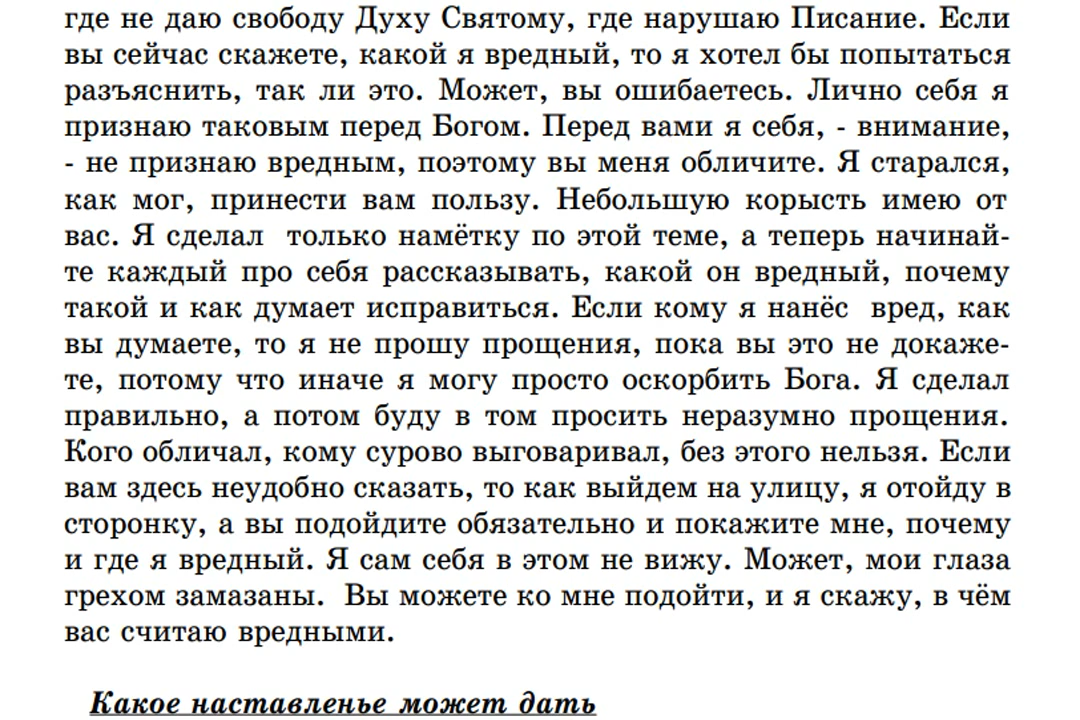 где не даю свободу Духу Святому, где нарушаю Писание. Если
вы сейчас скажете, какой я вредный, то я хотел бы попытаться
разъяснить, так ли это. Может, вы ошибаетесь. Лично себя я
признаю таковым перед Богом. Перед вами я себя, - внимание,
- не признаю вредным, поэтому вы меня обличите. Я старался,
как мог, принести вам пользу. Небольшую корысть имею от
вас. Я сделал  только намётку по этой теме, а теперь начинай-
те каждый про себя рассказывать, какой он вредный, почему
такой и как думает исправиться. Если кому я нанёс  вред, как
вы думаете, то я не прошу прощения, пока вы это не докаже-
те, потому что иначе я могу просто оскорбить Бога. Я сделал
правильно, а потом буду в том просить неразумно прощения.
Кого обличал, кому сурово выговаривал, без этого нельзя. Если
вам здесь неудобно сказать, то как выйдем на улицу, я отойду в
сторонку, а вы подойдите обязательно и покажите мне, почему
и где я вредный. Я сам себя в этом не вижу. Может, мои глаза
грехом замазаны.  Вы можете ко мне подойти, и я скажу, в чём
вас считаю вредными.
Какое наставленье может дать